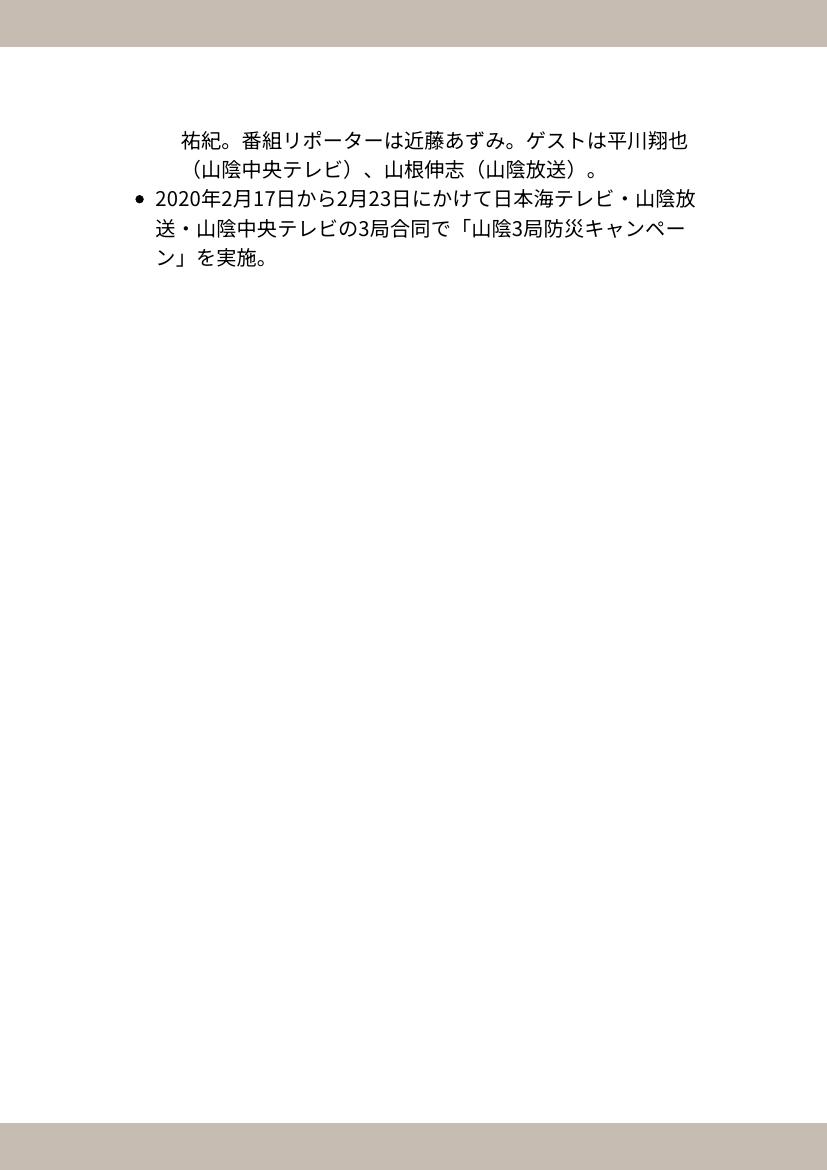 祐紀。番組リポーターは近藤あずみ。ゲストは平川翔也
（山陰中央テレビ）、山根伸志（山陰放送）。
● 2020年2月17日から2月23日にかけて日本海テレビ・山陰放
送・山陰中央テレビの3局合同で「山陰3局防災キャンペー
ン」を実施。